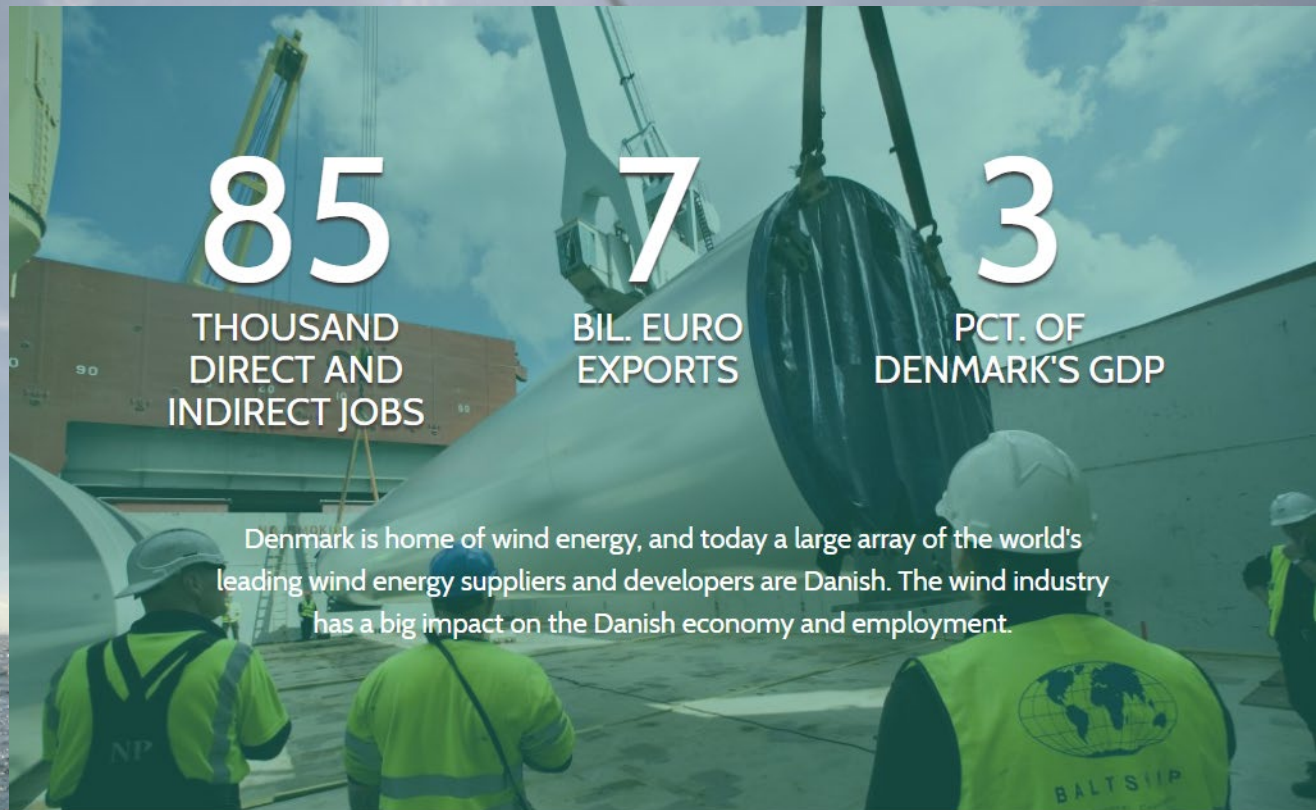 85
THOUSAND
DIRECT AND
INDIRECT JOBS
7
BIL. EURO
EXPORTS
3
PCT. OF
DENMARK'S GDP
90
Denmark is home of wind energy, and today a large array of the world's
leading wind energy suppliers and developers are Danish. The wind industry
has a big impact on the Danish economy and employment.
NP
BALTSHIP